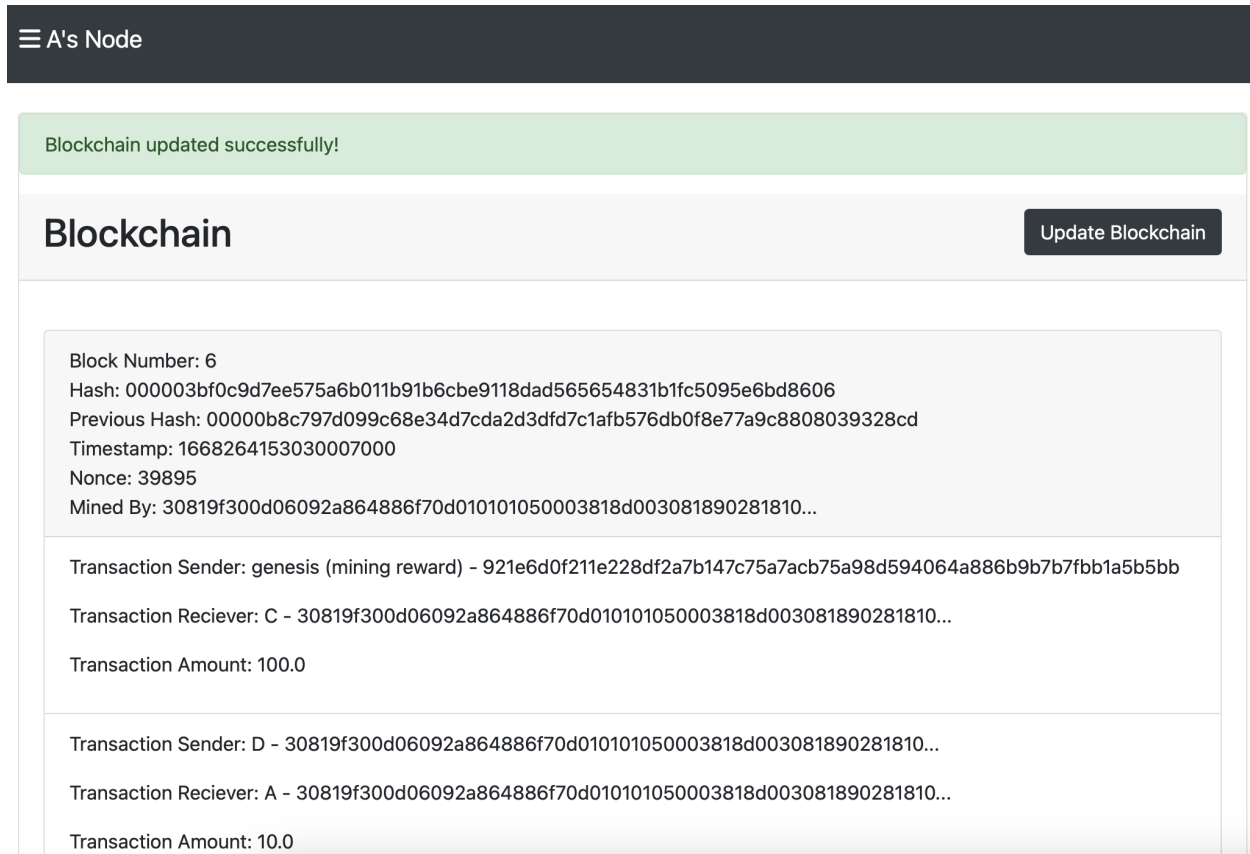 A's Node
Blockchain updated successfully!
Blockchain
Update Blockchain
Block Number: 6
Hash: 000003bf0c9d7ee575a6b011b91b6cbe9118dad565654831b1fc5095e6bd8606
Previous Hash: 00000b8c797d099c68e34d7cda2d3dfd7c1afb576db0f8e77a9c8808039328cd
Timestamp: 1668264153030007000
Nonce: 39895
Mined By: 30819f300d06092a864886f70d010101050003818d003081890281810...
Transaction Sender: genesis (mining reward) - 921e6d0f211e228df2a7b147c75a7acb75a98d594064a886b9b7b7fbb1a5b5bb
Transaction Reciever: C - 30819f300d06092a864886f70d010101050003818d003081890281810...
Transaction Amount: 100.0
Transaction Sender: D - 30819f300d06092a864886f70d010101050003818d003081890281810...
Transaction Reciever: A - 30819f300d06092a864886f70d010101050003818d003081890281810...
Transaction Amount: 10.0